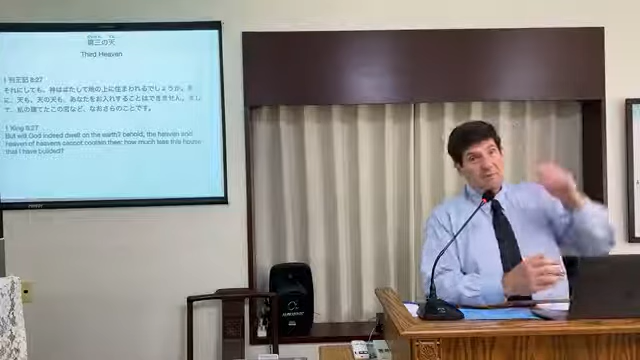 第三の天
Third Heaven
1 列王記 8:27
それにしても、神ははたして地の上に住まわれるでしょうか。実
に、天も、天の天も、あなたをお入れすることはできません。まし
て、私の建てたこの宮など、なおさらのことです。
1 King 8:27
But will God indeed dwell on the earth? behold, the heaven and
heaven of heavens cannot contain thee; how much less this house
that I have builded?